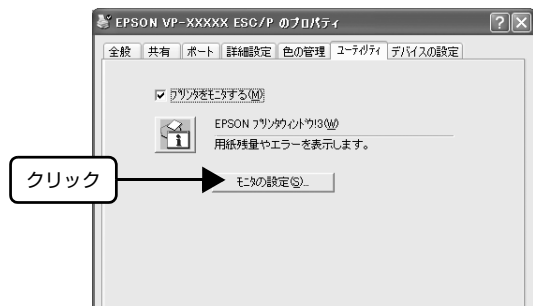 EPSON VP-XXXXX ESC/P のプロパティ
全般 共有 ポート 詳細設定 色の管理 ユーティリティ デバイスの設定
プリンタをモニタする(M)
EPSON プリンタウィンドウ!3(W)
用紙残量やエラーを表示します。
クリック
モニタの設定(S)...